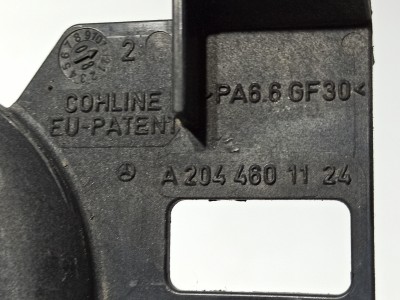 2
COHLINE
EU-PATENT
>PA6.6 GF30<
A 204 460 11 24